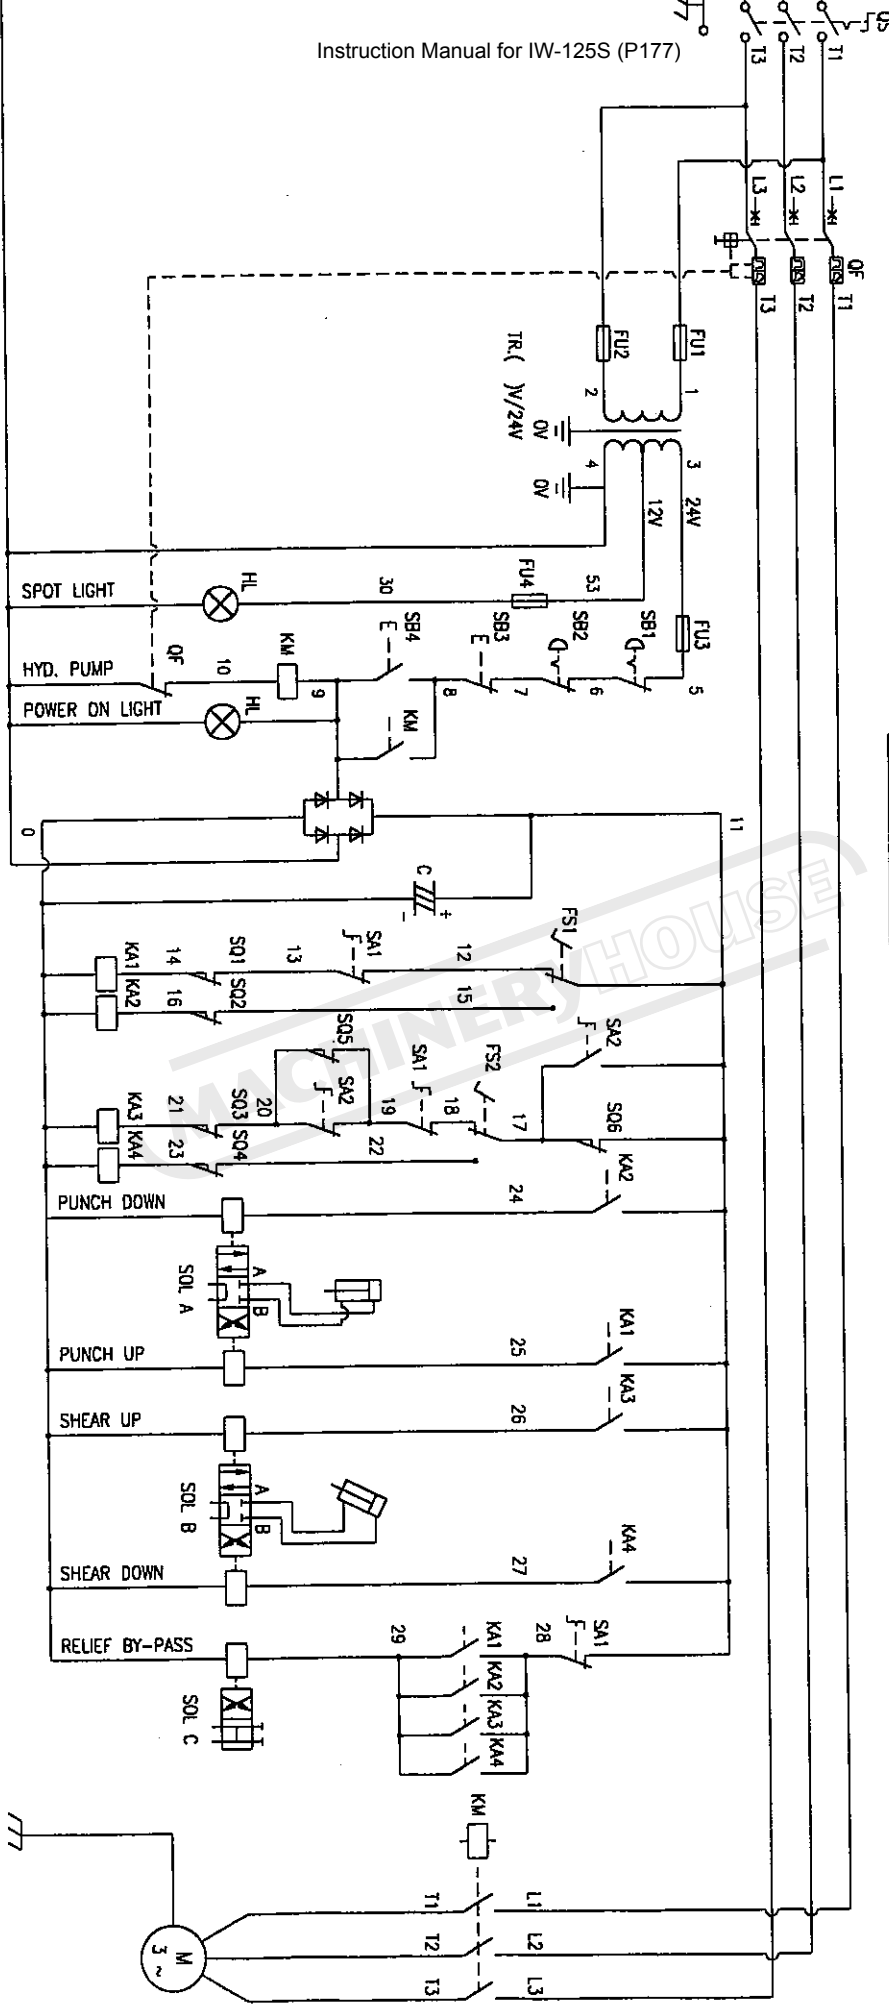 Instruction Manual for IW-125S (P177)
QS
T3
T2
T1
L3
L2
L1
QF
T3
T2
T1
FU2
FU1
TR.( )V/24V
2
1
0V
0V
4
3
12V
24V
SPOT LIGHT
HL
30
FU4
53
FU3
HYD. PUMP
QF
10
KM
9
SB4
8
SB3
7
SB2
6
SB1
5
POWER ON LIGHT
HL
KM
0
11
C
-
+
KA1
14
SQ1
13
SA1
12
FS1
KA2
16
SQ2
15
SQ5
SA2
KA3
21
SQ3
20
SA2
19
SA1
18
FS2
17
SQ6
KA4
23
SQ4
22
KA2
PUNCH DOWN
24
SOL A
A
B
PUNCH UP
25
KA1
SHEAR UP
26
KA3
SOL B
A
B
SHEAR DOWN
27
KA4
RELIEF BY-PASS
29
KA1
28
SA1
KA2
KA3
KA4
SOL C
KM
T1
L1
T2
L2
T3
L3
M
3 ~
MACHINERYHOUSE